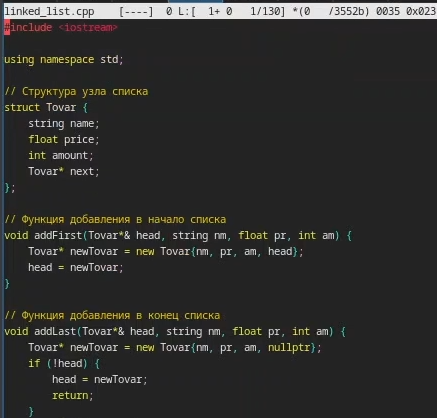 linked_list.cpp [----] 0 L:[ 1+ 0 1/130] *(0 /3552b) 0035 0x023
#include <iostream>
using namespace std;
// Структура узла списка
struct Tovar {
string name;
float price;
int amount;
Tovar* next;
};
// Функция добавления в начало списка
void addFirst(Tovar*& head, string nm, float pr, int am) {
Tovar* newTovar = new Tovar{nm, pr, am, head};
head = newTovar;
}
// Функция добавления в конец списка
void addLast(Tovar*& head, string nm, float pr, int am) {
Tovar* newTovar = new Tovar{nm, pr, am, nullptr};
if (!head) {
head = newTovar;
return;
}